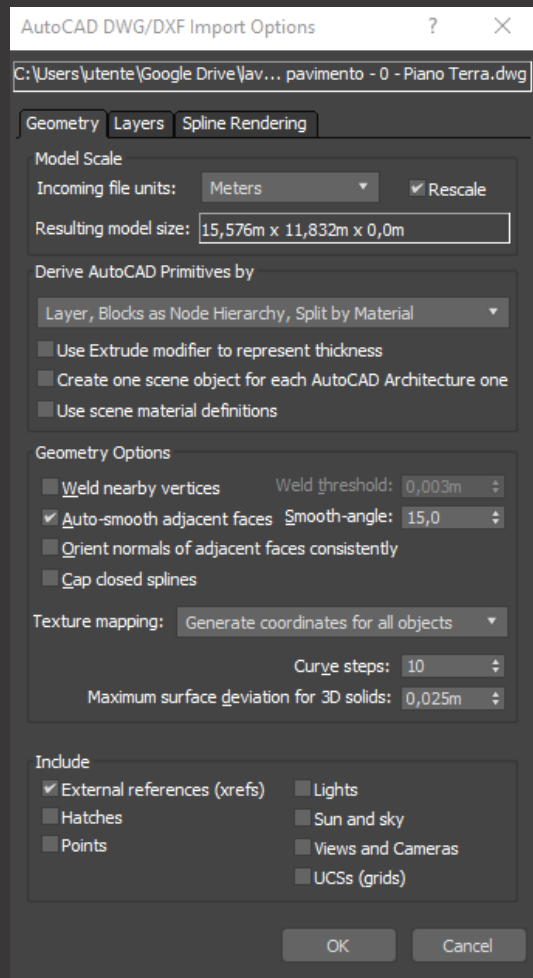 AutoCAD DWG/DXF Import Options ? ×
C:\Users\utente\Google Drive\lav... pavimento - 0 - Piano Terra.dwg
Geometry Layers Spline Rendering
Model Scale
Incoming file units: Meters Rescale
Resulting model size: 15,576m x 11,832m x 0,0m
Derive AutoCAD Primitives by
Layer, Blocks as Node Hierarchy, Split by Material
Use Extrude modifier to represent thickness
Create one scene object for each AutoCAD Architecture one
Use scene material definitions
Geometry Options
Weld nearby vertices Weld threshold: 0,003m
Auto-smooth adjacent faces Smooth-angle: 15,0
Orient normals of adjacent faces consistently
Cap closed splines
Texture mapping: Generate coordinates for all objects
Curve steps: 10
Maximum surface deviation for 3D solids: 0,025m
Include
External references (xrefs) Lights
Hatches Sun and sky
Points Views and Cameras
UCSs (grids)
OK Cancel